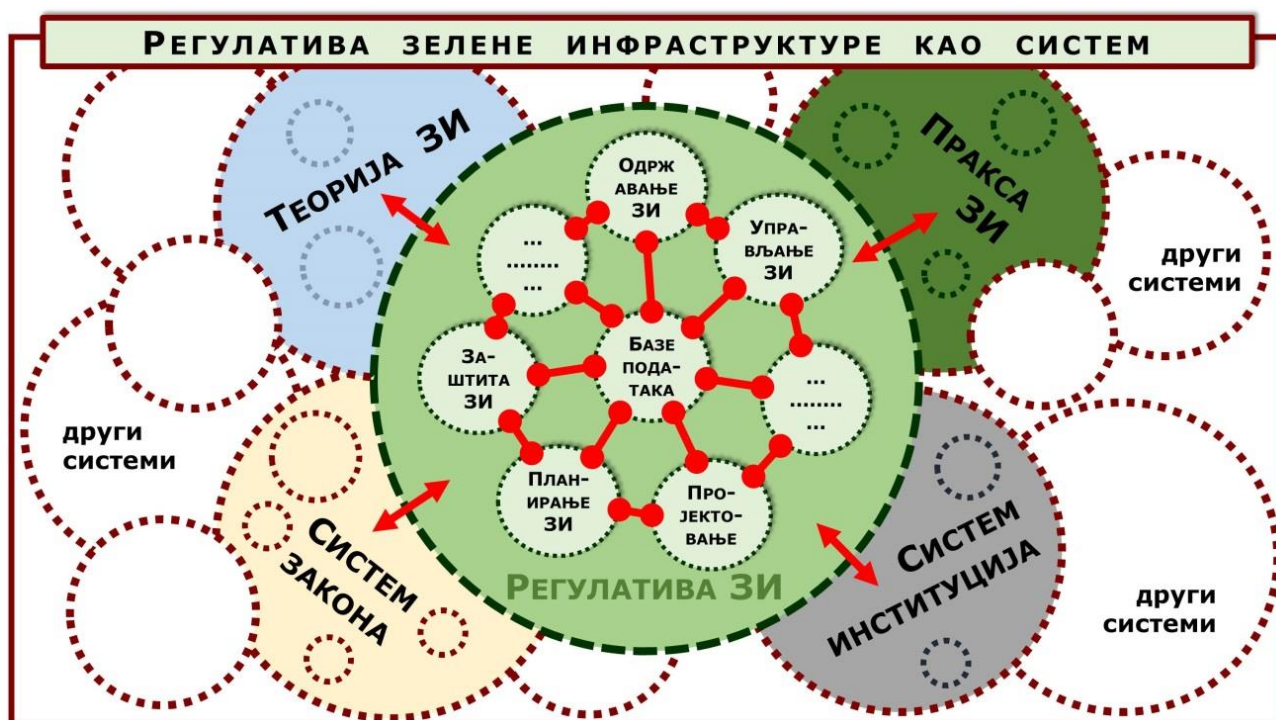 РЕГУЛАТИВА ЗЕЛЕНЕ ИНФРАСТРУКТУРЕ КАО СИСТЕМ
ТЕОРИЈА ЗИ
ПРАКСА
ЗИ
други
системи
ОДРЖ
АВАЊЕ
ЗИ
...
........
...
УПРА-
ВЉАЊЕ
ЗИ
ЗА-
ШТИТА
ЗИ
БАЗЕ
ПОДА-
ТАКА
...
........
...
ПЛАН-
ИРАЊЕ
ЗИ
ПРО-
ЈЕКТО-
ВАЊЕ
РЕГУЛАТИВА ЗИ
други
системи
СИСТЕМ
ЗАКОНА
СИСТЕМ
ИНСТИТУЦИЈА
други
системи